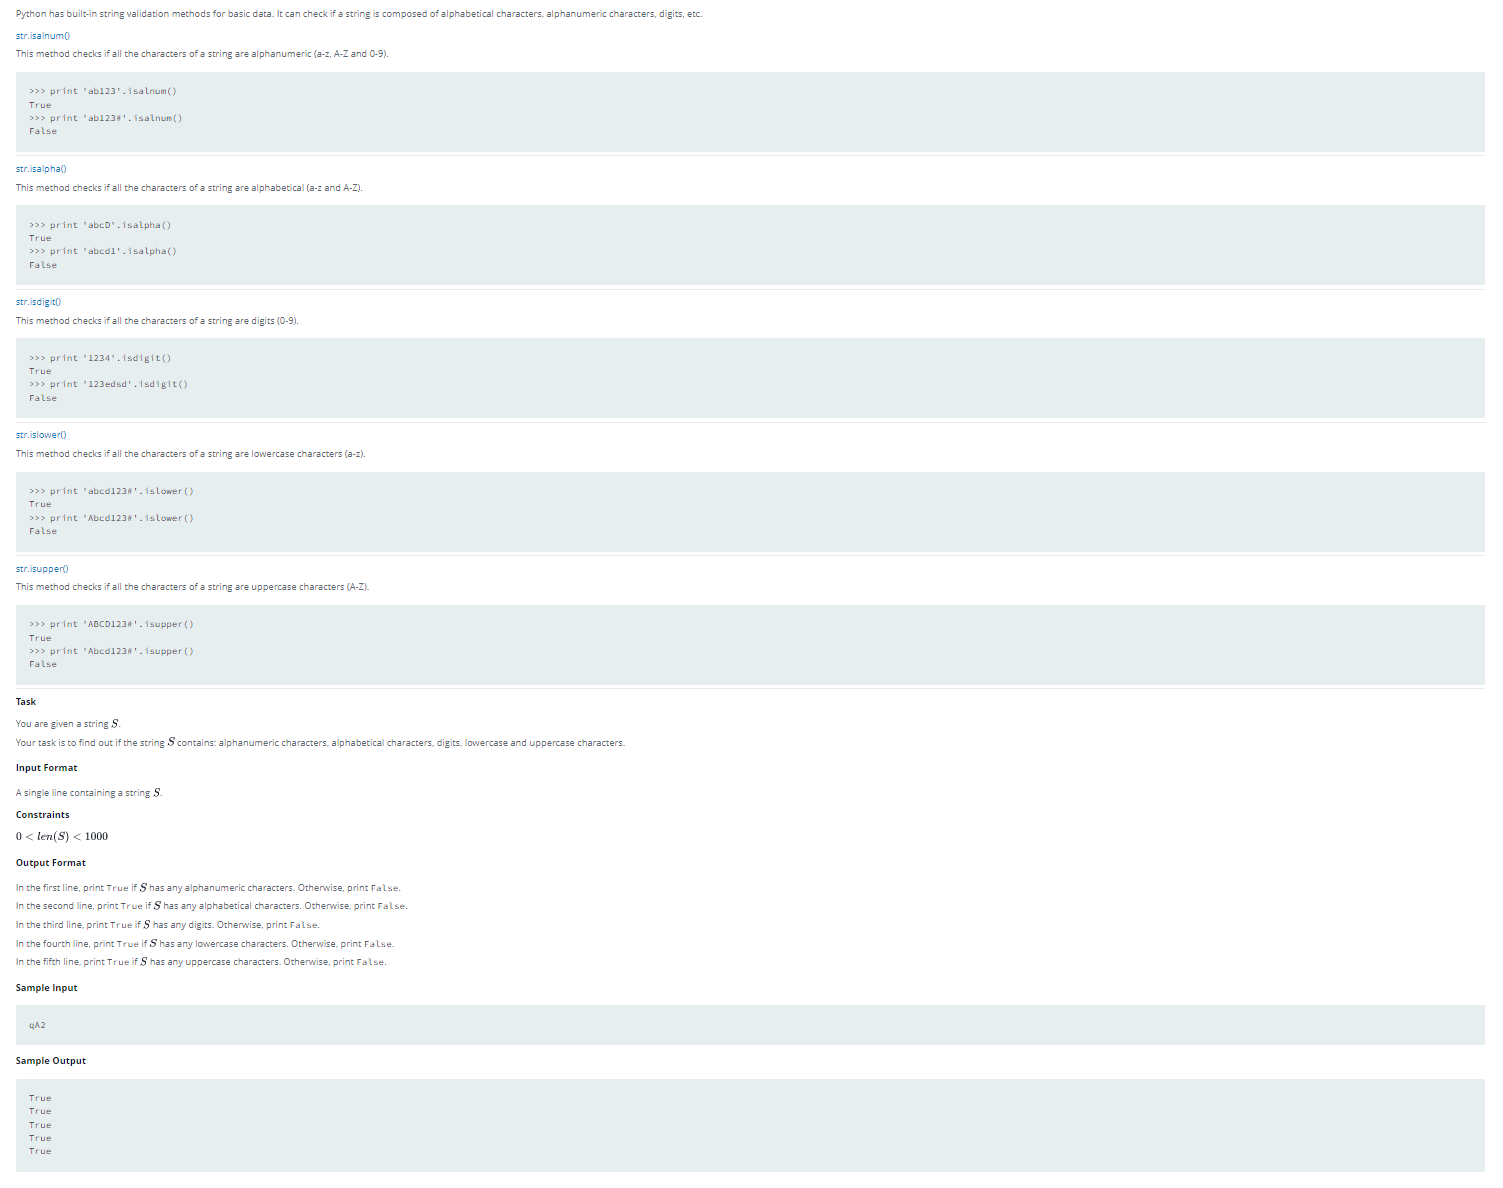 Python has built-in string validation methods for basic data. It can check if a string is composed of alphabetical characters, alphanumeric characters, digits, etc.
str.isalnum()
This method checks if all the characters of a string are alphanumeric (a-z, A-Z and 0-9).
>>> print 'ab123'.isalnum()
True
>>> print 'ab123#'.isalnum()
False
str.isalpha()
This method checks if all the characters of a string are alphabetical (a-z and A-Z).
>>> print 'abcD'.isalpha()
True
>>> print 'abcd1'.isalpha()
False
str.isdigit()
This method checks if all the characters of a string are digits (0-9).
>>> print '1234'.isdigit()
True
>>> print '123edsd'.isdigit()
False
str.islower()
This method checks if all the characters of a string are lowercase characters (a-z).
>>> print 'abcd123#'.islower()
True
>>> print 'Abcd123#'.islower()
False
str.isupper()
This method checks if all the characters of a string are uppercase characters (A-Z).
>>> print 'ABCD123#'.isupper()
True
>>> print 'Abcd123#'.isupper()
False
Task
You are given a string S.
Your task is to find out if the string S contains: alphanumeric characters, alphabetical characters, digits, lowercase and uppercase characters.
Input Format
A single line containing a string S.
Constraints
0 < len(S) < 1000
Output Format
In the first line, print True if S has any alphanumeric characters. Otherwise, print False.
In the second line, print True if S has any alphabetical characters. Otherwise, print False.
In the third line, print True if S has any digits. Otherwise, print False.
In the fourth line, print True if S has any lowercase characters. Otherwise, print False.
In the fifth line, print True if S has any uppercase characters. Otherwise, print False.
Sample Input
qA2
Sample Output
True
True
True
True
True